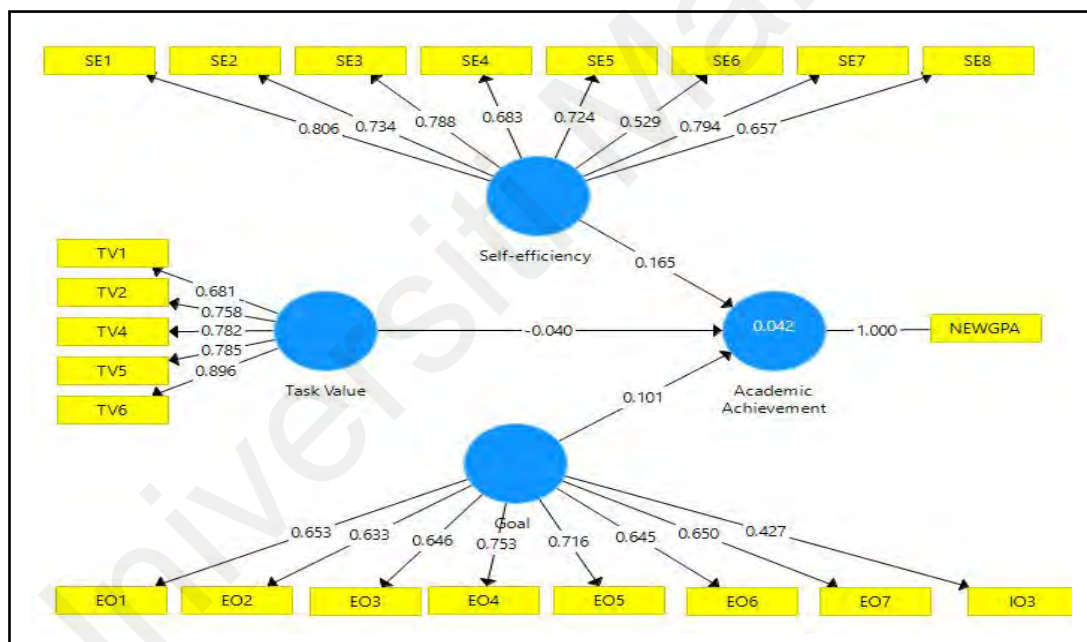 SE1 SE2 SE3 SE4 SE5 SE6 SE7 SE8
0.806 0.734 0.788 0.683 0.724 0.529 0.794 0.657
Self-efficiency
0.165
TV1
TV2
TV4
TV5
TV6
0.681
0.758
0.782
0.785
0.896
Task Value
-0.040
0.042
Academic
Achievement
1.000
NEWGPA
0.101
Goal
0.653 0.633 0.646 0.753 0.716 0.645 0.650 0.427
EO1 EO2 EO3 EO4 EO5 EO6 EO7 IO3